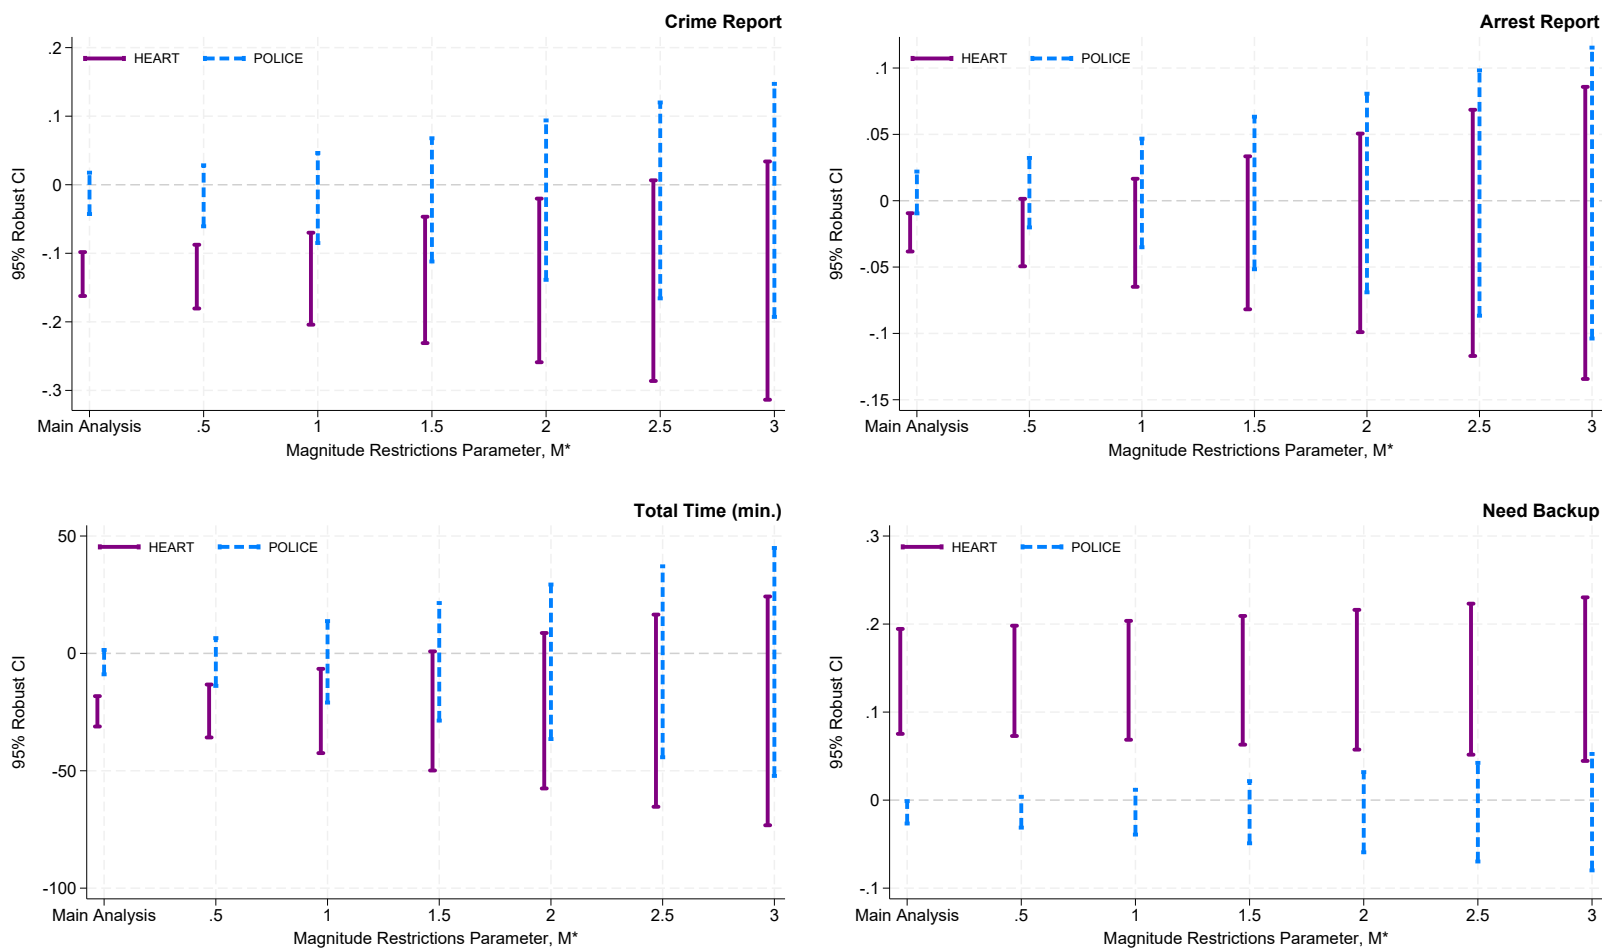 Crime Report
HEART POLICE
95% Robust CI
.2
.1
0
-.1
-.2
-.3
Main Analysis .5 1 1.5 2 2.5 3
Magnitude Restrictions Parameter, M*
Arrest Report
HEART POLICE
95% Robust CI
.1
.05
0
-.05
-.1
-.15
Main Analysis .5 1 1.5 2 2.5 3
Magnitude Restrictions Parameter, M*
Total Time (min.)
HEART POLICE
95% Robust CI
50
0
-50
-100
Main Analysis .5 1 1.5 2 2.5 3
Magnitude Restrictions Parameter, M*
Need Backup
HEART POLICE
95% Robust CI
.3
.2
.1
0
-.1
Main Analysis .5 1 1.5 2 2.5 3
Magnitude Restrictions Parameter, M*